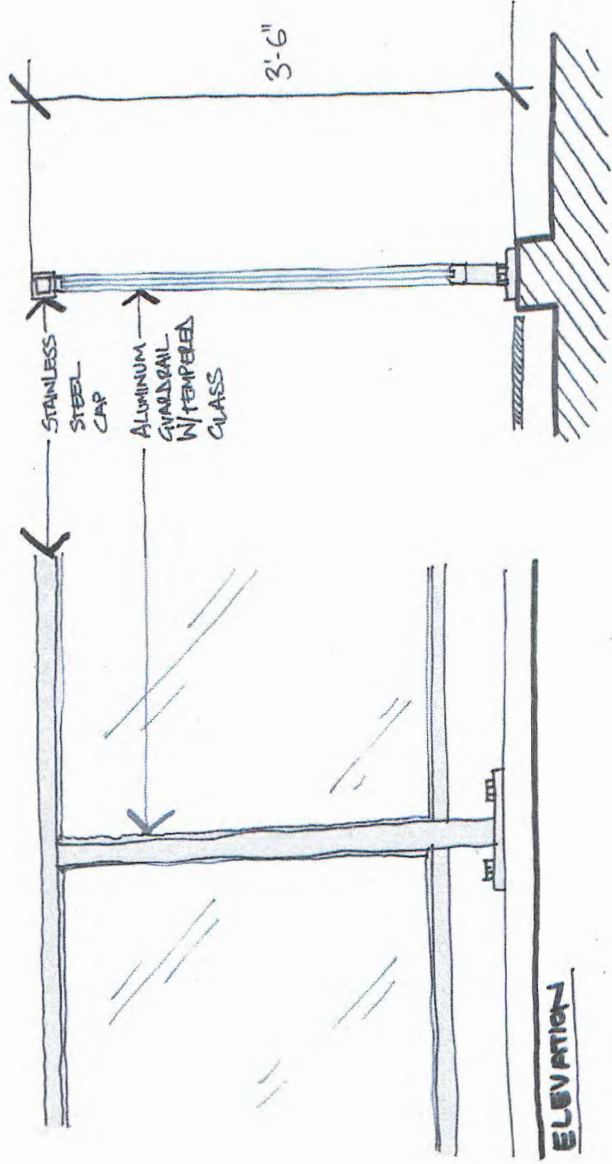 STAINLESS
STEEL
CAP
ALUMINUM
GUARDRAIL
W/TEMPERED
GLASS
3'-6"
ELEVATION